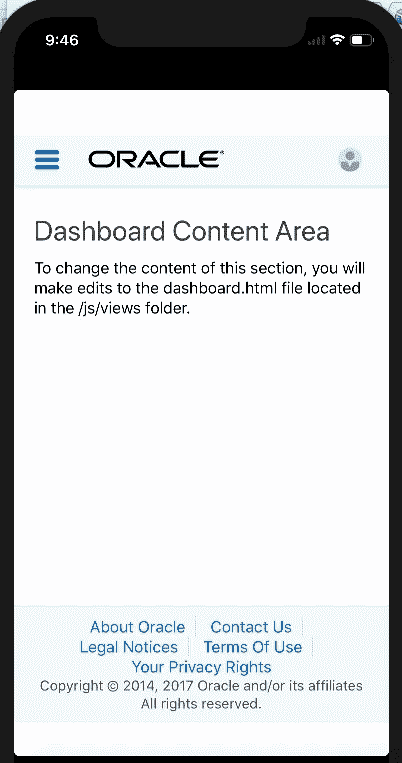 9:46
ORACLE®
Dashboard Content Area
To change the content of this section, you will
make edits to the dashboard.html file located
in the /js/views folder.
About Oracle Contact Us
Legal Notices Terms Of Use
Your Privacy Rights
Copyright © 2014, 2017 Oracle and/or its affiliates
All rights reserved.